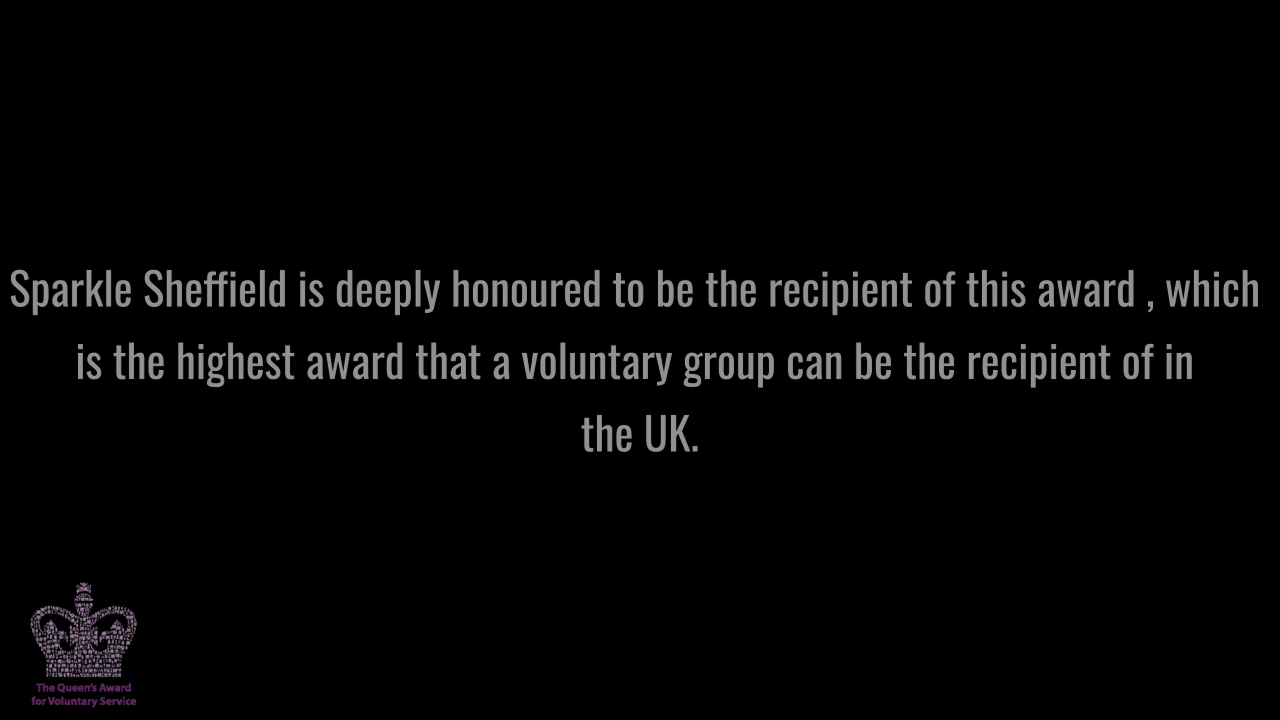 Sparkle Sheffield is deeply honoured to be the recipient of this award , which
is the highest award that a voluntary group can be the recipient of in
the UK.
The Queen's Award
for Voluntary Service